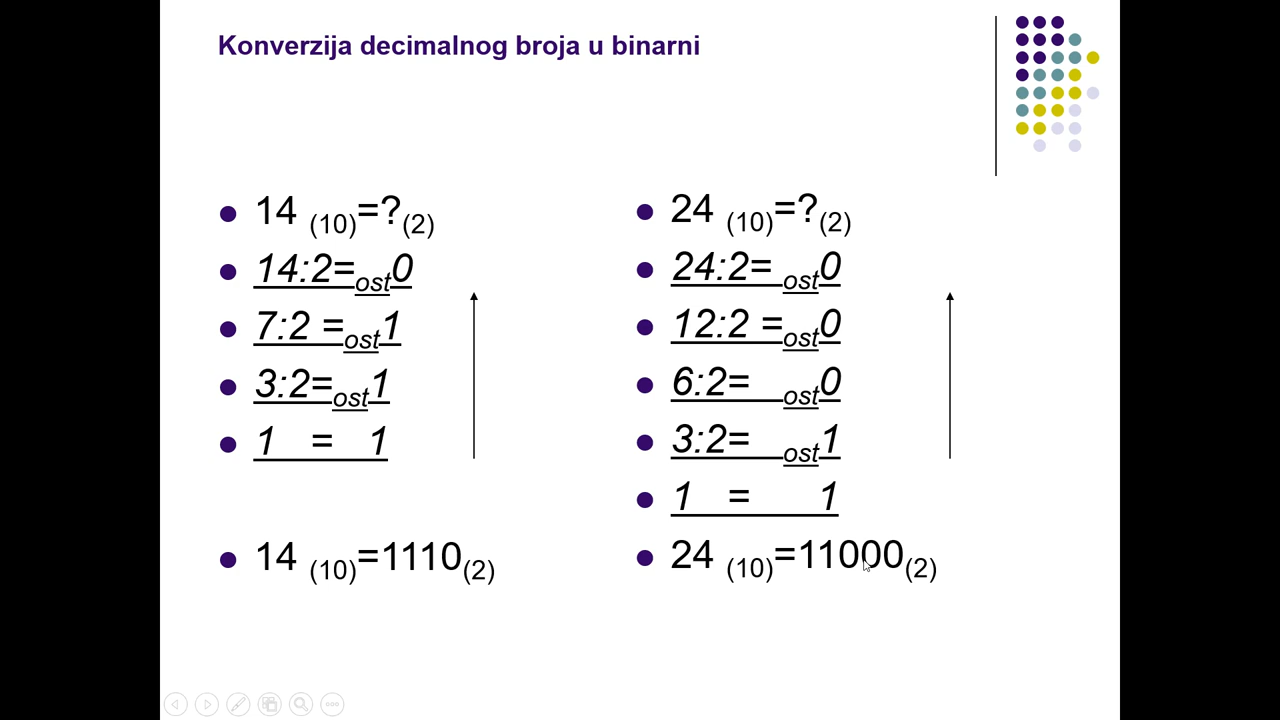 Konverzija decimalnog broja u binarni
14 (10)=?(2)
14:2=ost0
7:2 =ost1
3:2=ost1
1 = 1
14 (10)=1110(2)
24 (10)=?(2)
24:2= ost0
12:2 =ost0
6:2= ost0
3:2= ost1
1 = 1
24 (10)=11000(2)